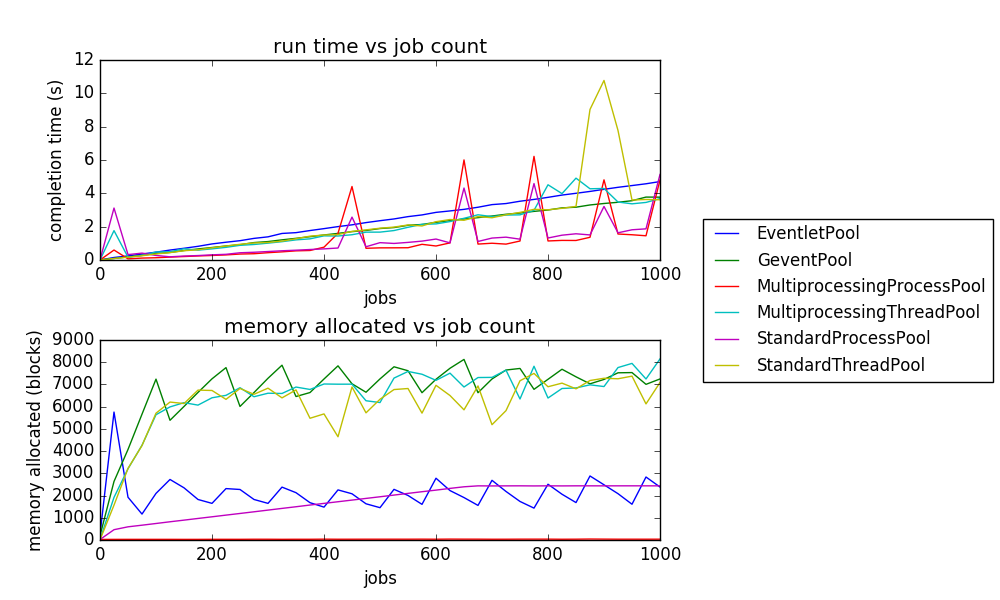 run time vs job count
completion time (s)
12
10
8
6
4
2
0
0 200 400 600 800 1000
jobs
memory allocated vs job count
memory allocated (blocks)
9000
8000
7000
6000
5000
4000
3000
2000
1000
0
0 200 400 600 800 1000
jobs
EventletPool
GeventPool
MultiprocessingProcessPool
MultiprocessingThreadPool
StandardProcessPool
StandardThreadPool